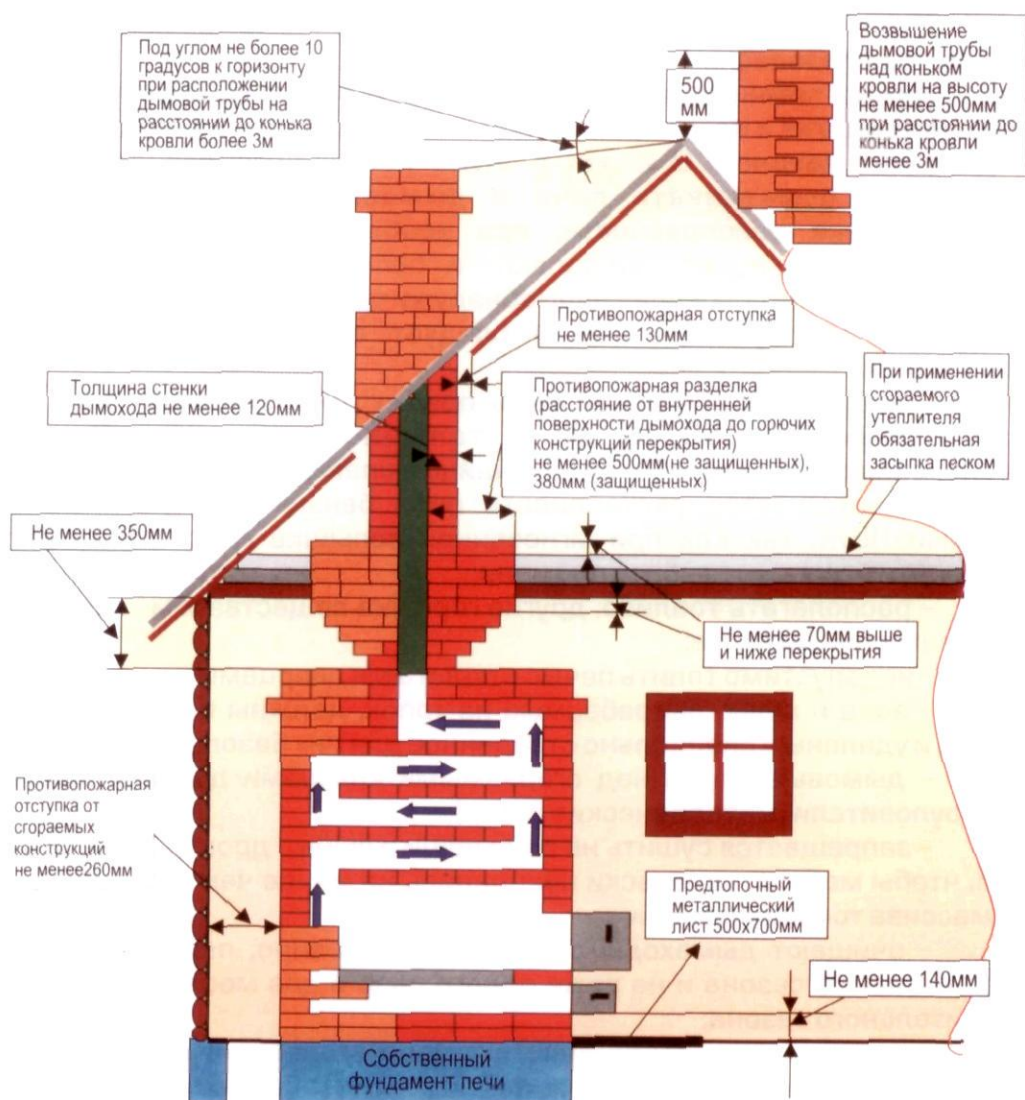 Под углом не более 10
градусов к горизонту
при расположении
дымовой трубы на
расстоянии до конька
кровли более 3м
500
мм
Возвышение
дымовой трубы
над коньком
кровли на высоту
не менее 500мм
при расстоянии до
конька кровли
менее 3м
Противопожарная отступка
не менее 130мм
Толщина стенки
дымохода не менее 120мм
Противопожарная разделка
(расстояние от внутренней
поверхности дымохода до горючих
конструкций перекрытия)
не менее 500мм(не защищенных),
380мм (защищенных)
При применении
сгораемого
утеплителя
обязательная
засыпка песком
Не менее 350мм
Не менее 70мм выше
и ниже перекрытия
Противопожарная
отступка от
сгораемых
конструкций
не менее260мм
Предтопочный
металлический
лист 500х700мм
Не менее 140мм
Собственный
фундамент печи